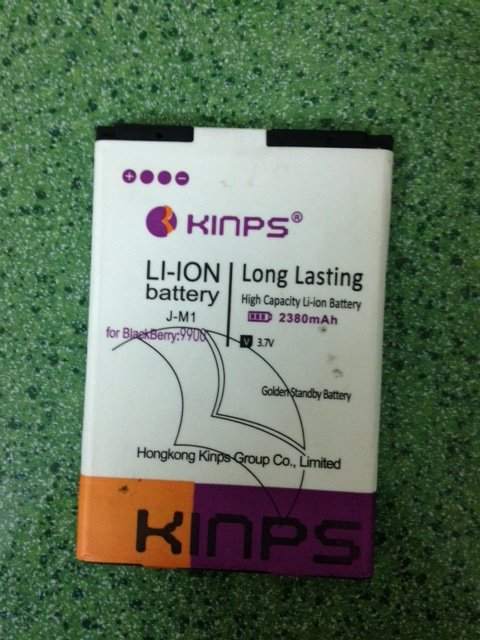 KINPS®
LI-ION
battery
J-M1
for BlackBerry:9900
Long Lasting
High Capacity Li-ion Battery
2380mAh
V 3.7V
Golden Standby Battery
Hongkong Kinps Group Co., Limited
KINPS